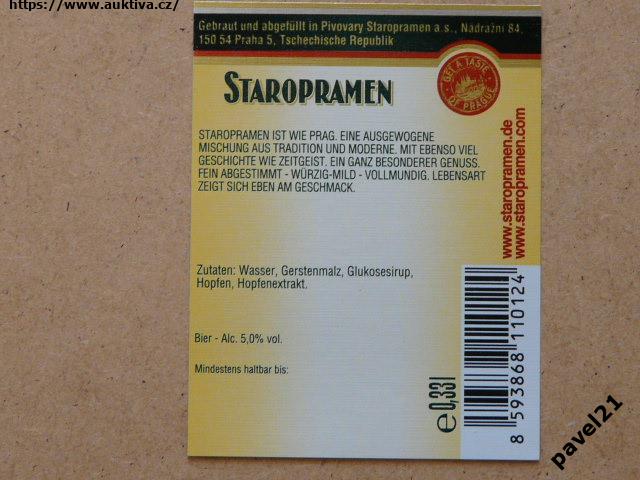 https://www.auktiva.cz/
Gebraut und abgefüllt in Pivovary Staropramen a.s., Nádražní 84,
150 54 Praha 5, Tschechische Republik
GET A TASTE
OF PRAGUE
STAROPRAMEN
STAROPRAMEN IST WIE PRAG. EINE AUSGEWOGENE
MISCHUNG AUS TRADITION UND MODERNE. MIT EBENSO VIEL
GESCHICHTE WIE ZEITGEIST. EIN GANZ BESONDERER GENUSS.
FEIN ABGESTIMMT - WÜRZIG-MILD - VOLLMUNDIG. LEBENSART
ZEIGT SICH EBEN AM GESCHMACK.
www.staropramen.de
www.staropramen.com
Zutaten: Wasser, Gerstenmalz, Glukosesirup,
Hopfen, Hopfenextrakt.
Bier - Alc. 5,0% vol.
Mindestens haltbar bis:
e 0,33l
8 593868 110124
pavel21